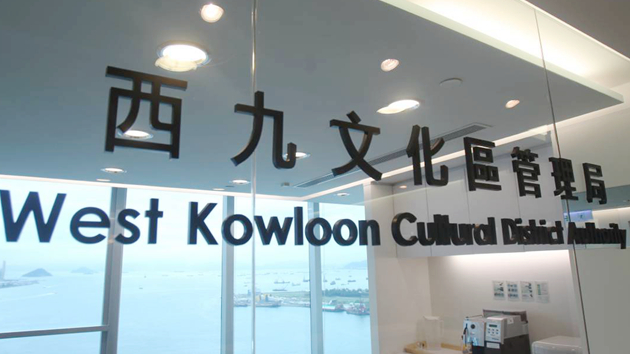 西九文化區管理局
West Kowloon Cultural District Authority